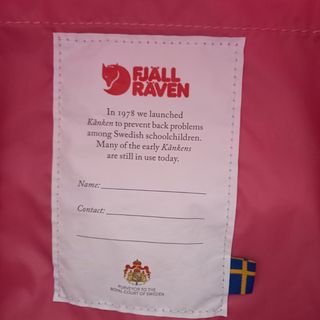 FJÄLL
RÄVEN
In 1978 we launched
Kånken to prevent back problems
among Swedish schoolchildren.
Many of the early Kånkens
are still in use today.
Name:
Contact:
PURVEYOR TO THE
ROYAL COURT OF SWEDEN